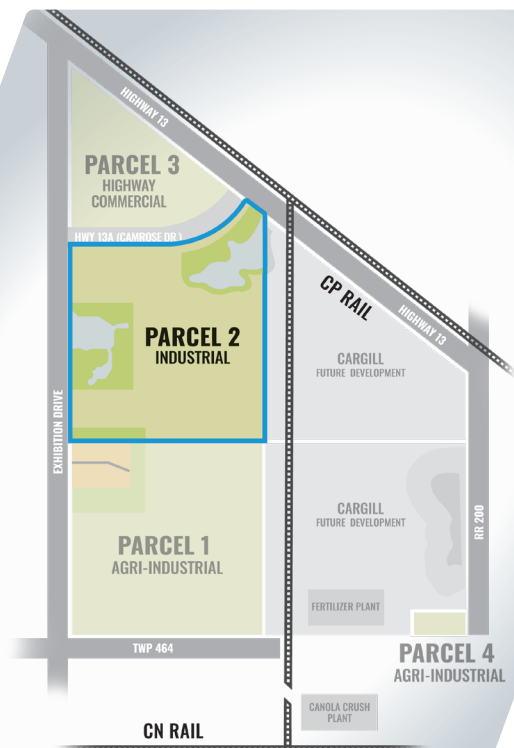 HIGHWAY 13
PARCEL 3
HIGHWAY
COMMERCIAL
HWY 13A (CAMROSE DR.)
CP RAIL
HIGHWAY 13
PARCEL 2
INDUSTRIAL
CARGILL
FUTURE DEVELOPMENT
EXHIBITION DRIVE
CARGILL
FUTURE DEVELOPMENT
RR 200
PARCEL 1
AGRI-INDUSTRIAL
FERTILIZER PLANT
TWP 464
PARCEL 4
AGRI-INDUSTRIAL
CANOLA CRUSH
PLANT
CN RAIL